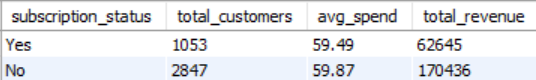 subscription_status total_customers avg_spend total_revenue
Yes 1053 59.49 62645
No 2847 59.87 170436